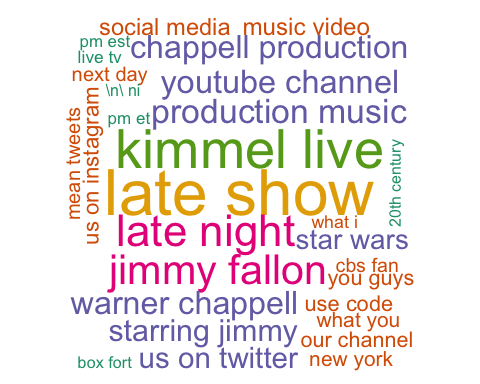 social media
music video
pm est
chappell production
live tv
next day
youtube channel
\n\ ni
mean tweets
us on instagram
pm et
production music
kimmel live
20th century
late show
late night
what i
star wars
jimmy fallon
cbs fan
you guys
warner chappell
use code
what you
starring jimmy
our channel
box fort
us on twitter
new york